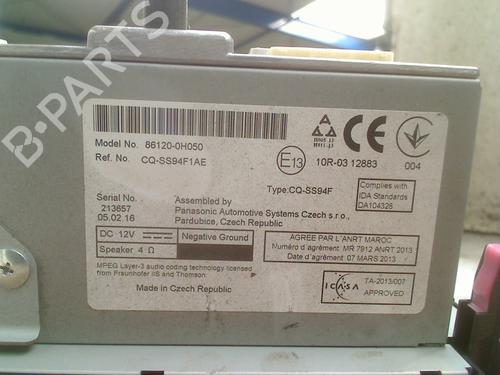 B-PARTS
Model No. 86120-0H050
Ref. No. CQ-SS94F1AE
E13
10R-03 12883
004
Type:CQ-SS94F
Complies with
IDA Standards
DA104328
Serial No.
213657
05.02.16
Assembled by
Panasonic Automotive Systems Czech s.r.o.,
Pardubice, Czech Republic
DC 12V
Negative Ground
Speaker 4 Ω
AGREE PAR L'ANRT MAROC
Numéro d'agrément: MR 7912 ANRT 2013
Date d'agrément: 07 MARS 2013
MPEG Layer-3 audio coding technology licensed
from Fraunhofer IIS and Thomson.
Made in Czech Republic
ICASA
TA-2013/007
APPROVED